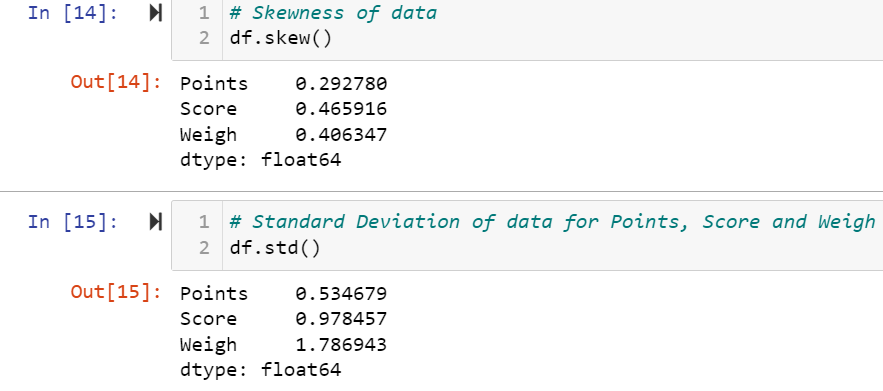 In [14]: 1 # Skewness of data
2 df.skew()
Out[14]: Points 0.292780
Score 0.465916
Weigh 0.406347
dtype: float64
In [15]: 1 # Standard Deviation of data for Points, Score and Weigh
2 df.std()
Out[15]: Points 0.534679
Score 0.978457
Weigh 1.786943
dtype: float64